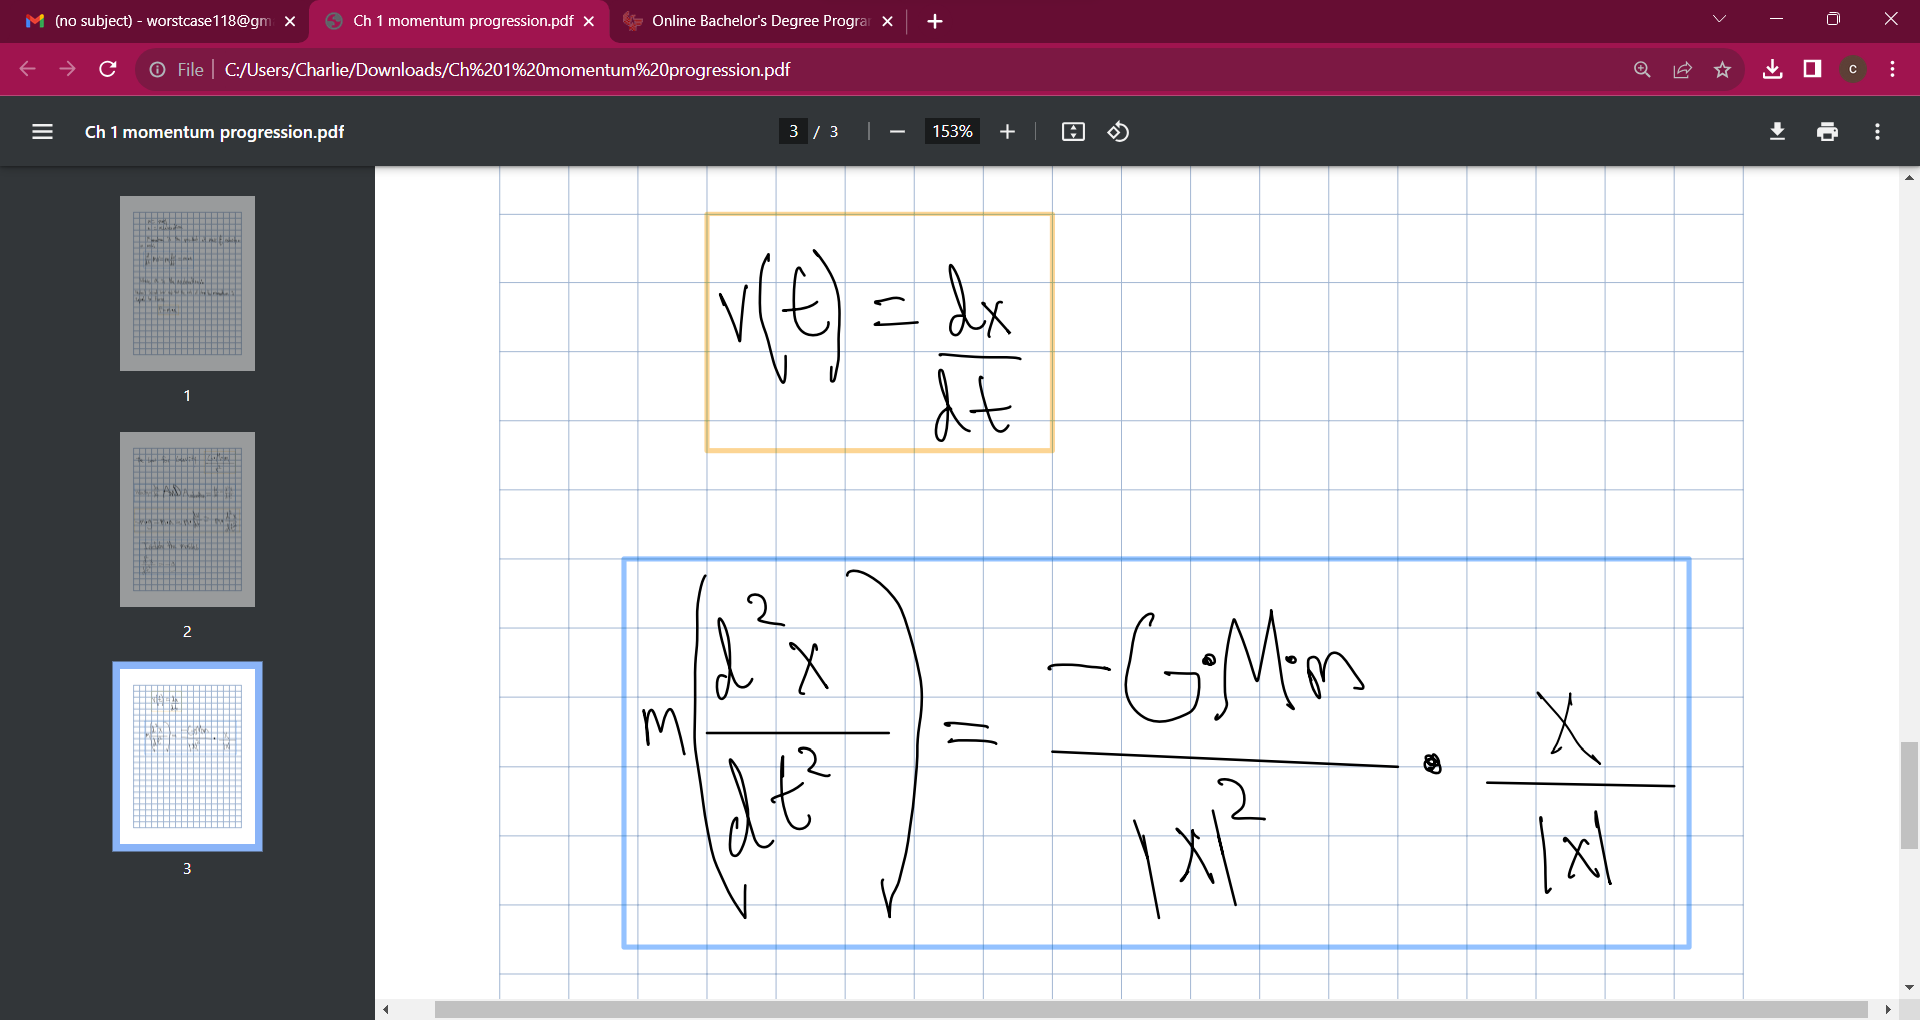 (no subject) - worstcase118@gm
Ch 1 momentum progression.pdf
Online Bachelor's Degree Progra
File
C:/Users/Charlie/Downloads/Ch%201%20momentum%20progression.pdf
c
Ch 1 momentum progression.pdf
3 / 3
153%
1
2
3
v(t) = dx/dt
m(d²x/dt²) = -G•M•m/|x|² • x/|x|